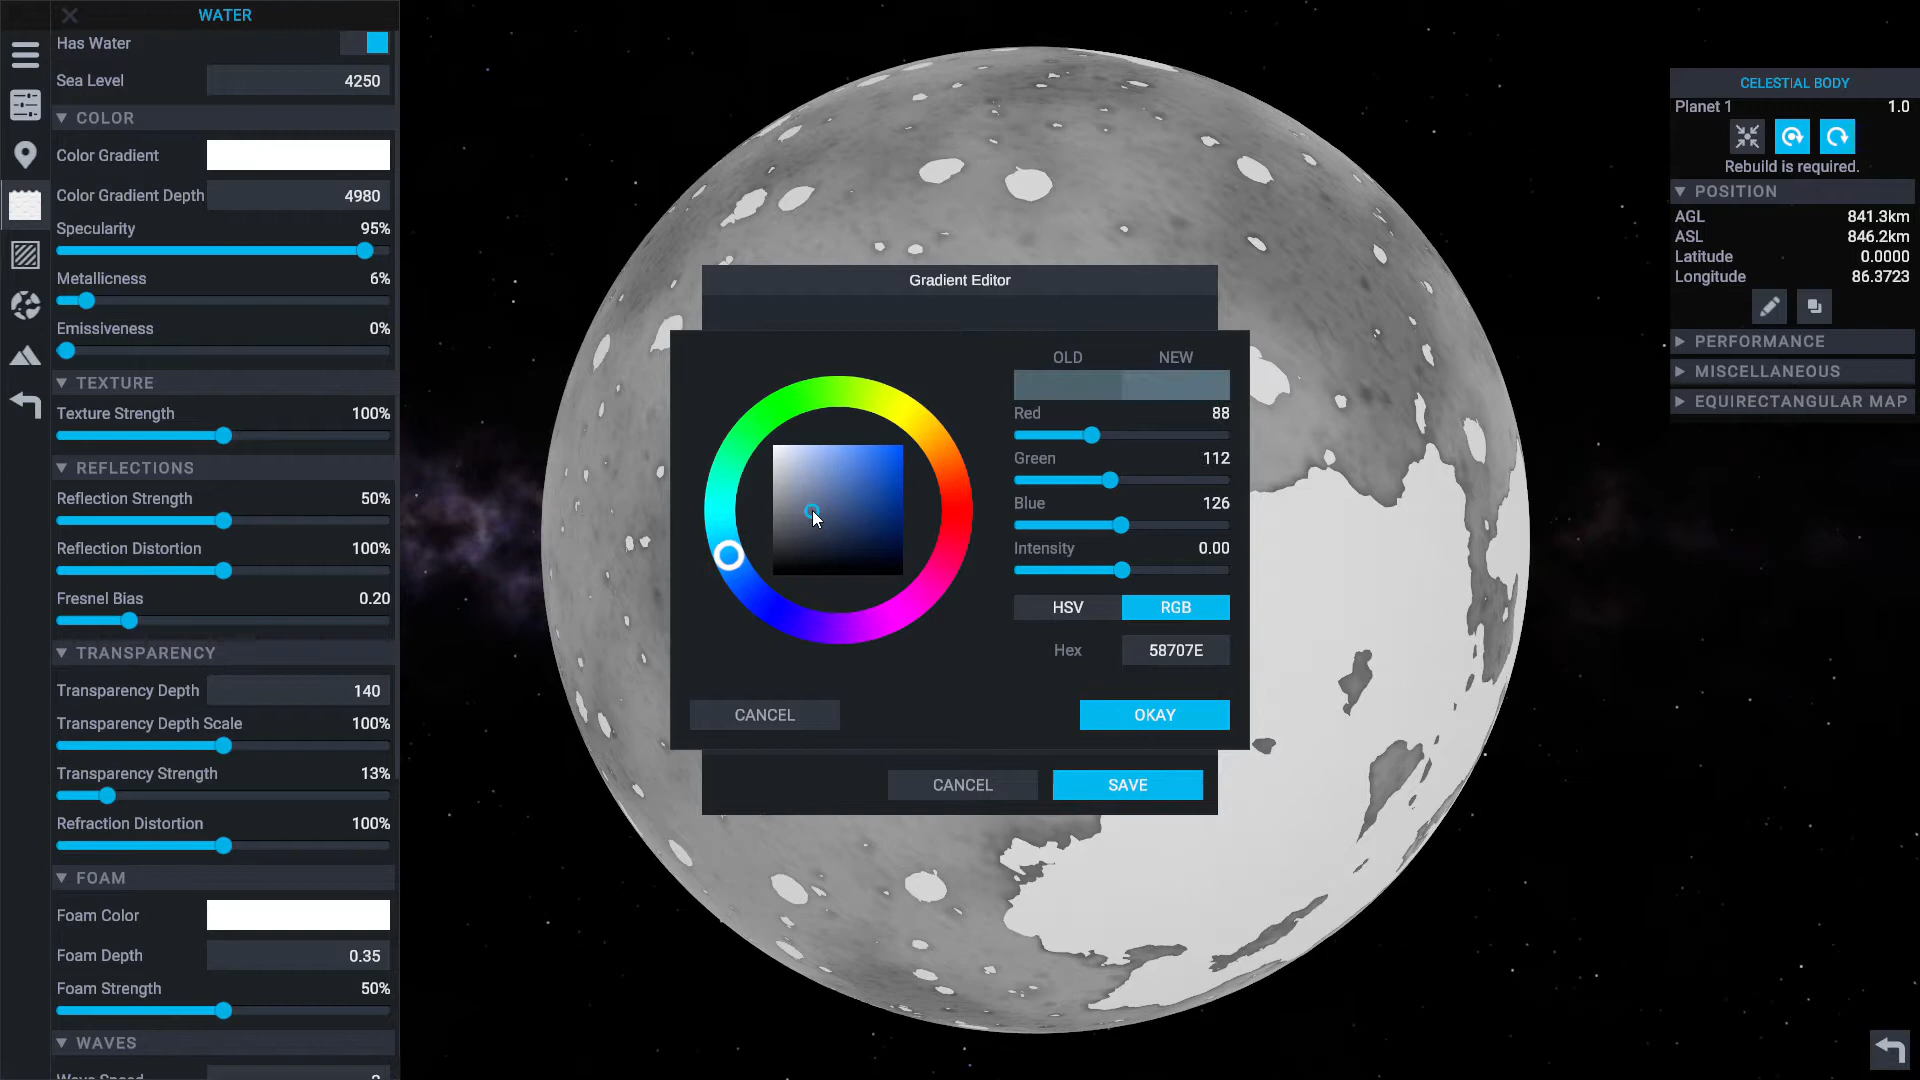 WATER
Has Water
Sea Level 4250
COLOR
Color Gradient
Color Gradient Depth 4980
Specularity 95%
Metallicness 6%
Emissiveness 0%
TEXTURE
Texture Strength 100%
REFLECTIONS
Reflection Strength 50%
Reflection Distortion 100%
Fresnel Bias 0.20
TRANSPARENCY
Transparency Depth 140
Transparency Depth Scale 100%
Transparency Strength 13%
Refraction Distortion 100%
FOAM
Foam Color
Foam Depth 0.35
Foam Strength 50%
WAVES
Gradient Editor
OLD NEW
Red 88
Green 112
Blue 126
Intensity 0.00
HSV RGB
Hex 58707E
CANCEL OKAY
CANCEL SAVE
CELESTIAL BODY
Planet 1 1.0
Rebuild is required.
POSITION
AGL 841.3km
ASL 846.2km
Latitude 0.0000
Longitude 86.3723
PERFORMANCE
MISCELLANEOUS
EQUIRECTANGULAR MAP